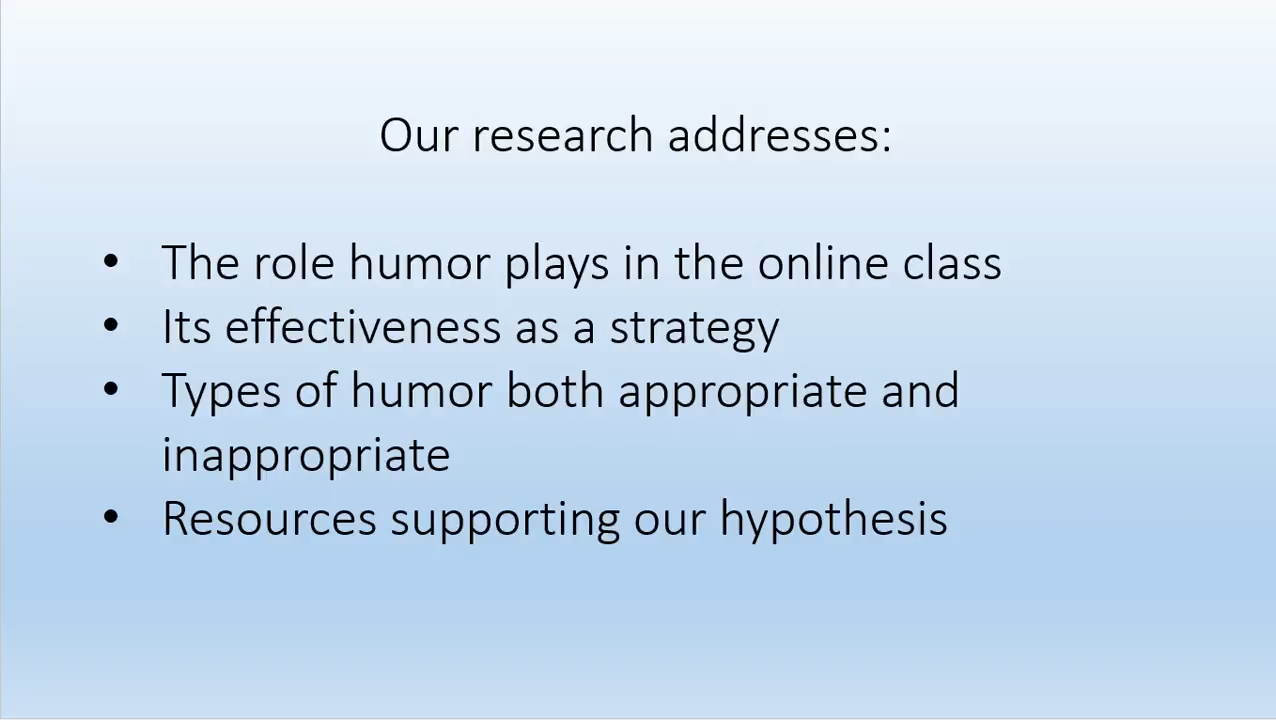 Our research addresses:
• The role humor plays in the online class
• Its effectiveness as a strategy
• Types of humor both appropriate and
inappropriate
• Resources supporting our hypothesis